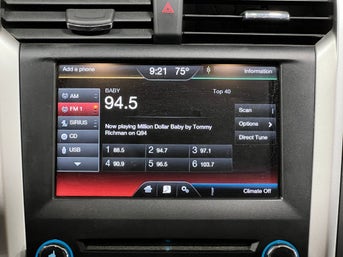 Add a phone
9:21 75°
Information
AM
BABY
Top 40
FM 1
94.5
Scan
SIRIUS
Options
Now playing Million Dollar Baby by Tommy
Richman on Q94
CD
Direct Tune
USB
1 88.5
2 94.7
3 97.1
4 90.9
5 96.5
6 103.7
Climate Off